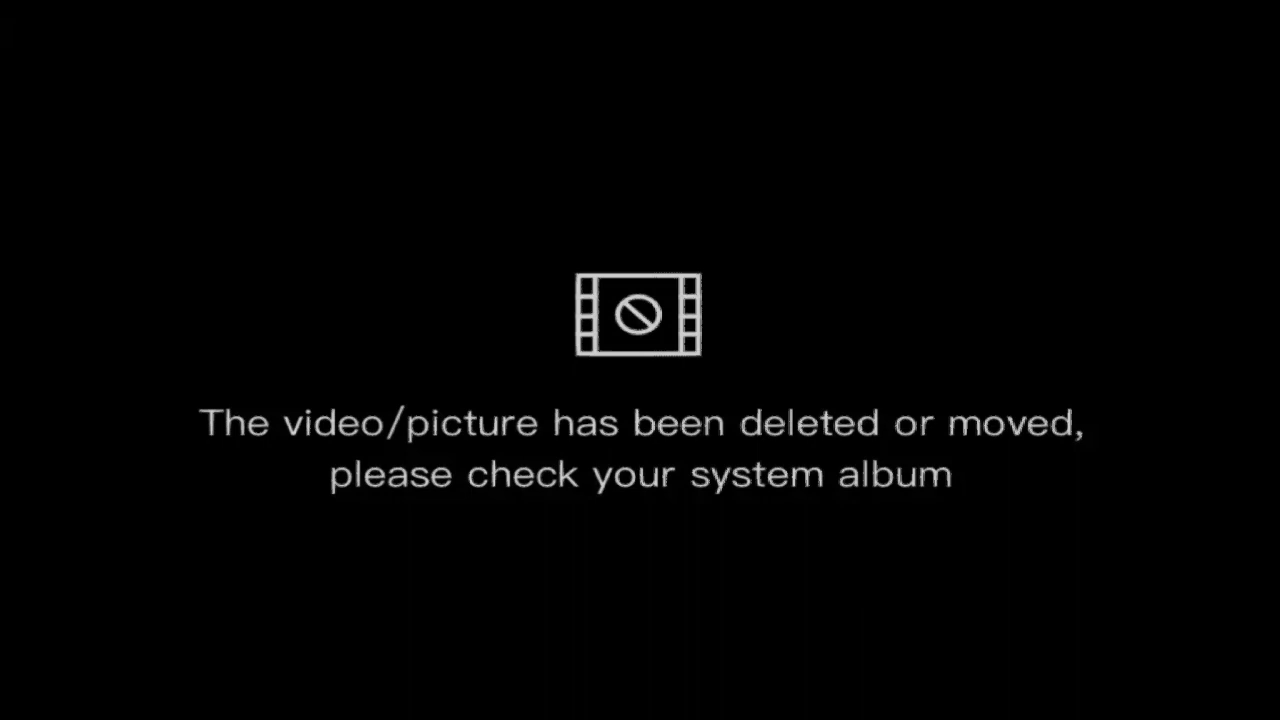 The video/picture has been deleted or moved,
please check your system album